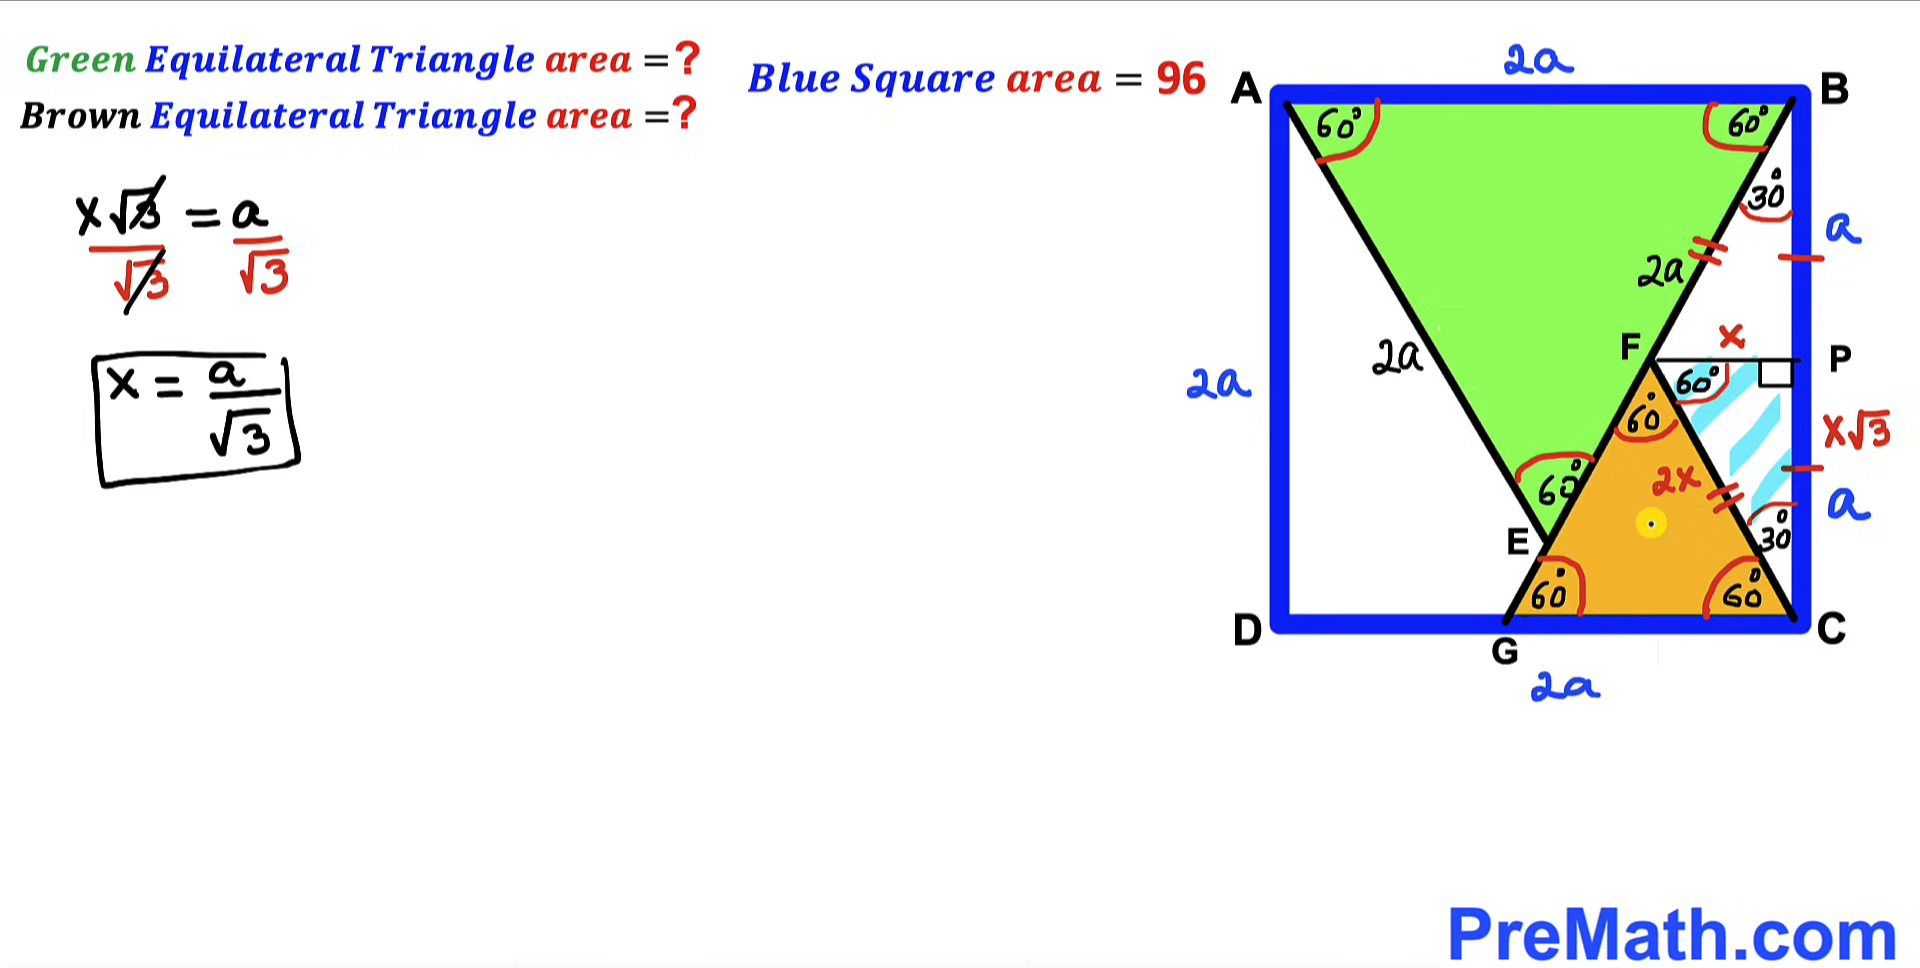 Green Equilateral Triangle area =?
Brown Equilateral Triangle area =?
Blue Square area = 96
x√3 = a
√3 √3
x = a
√3
2a
A B
60° 60°
30°
a
2a
F x P
2a 2a
60°
60°
x√3
2x
60°
a
E 30°
60° 60°
D C
G
2a
PreMath.com